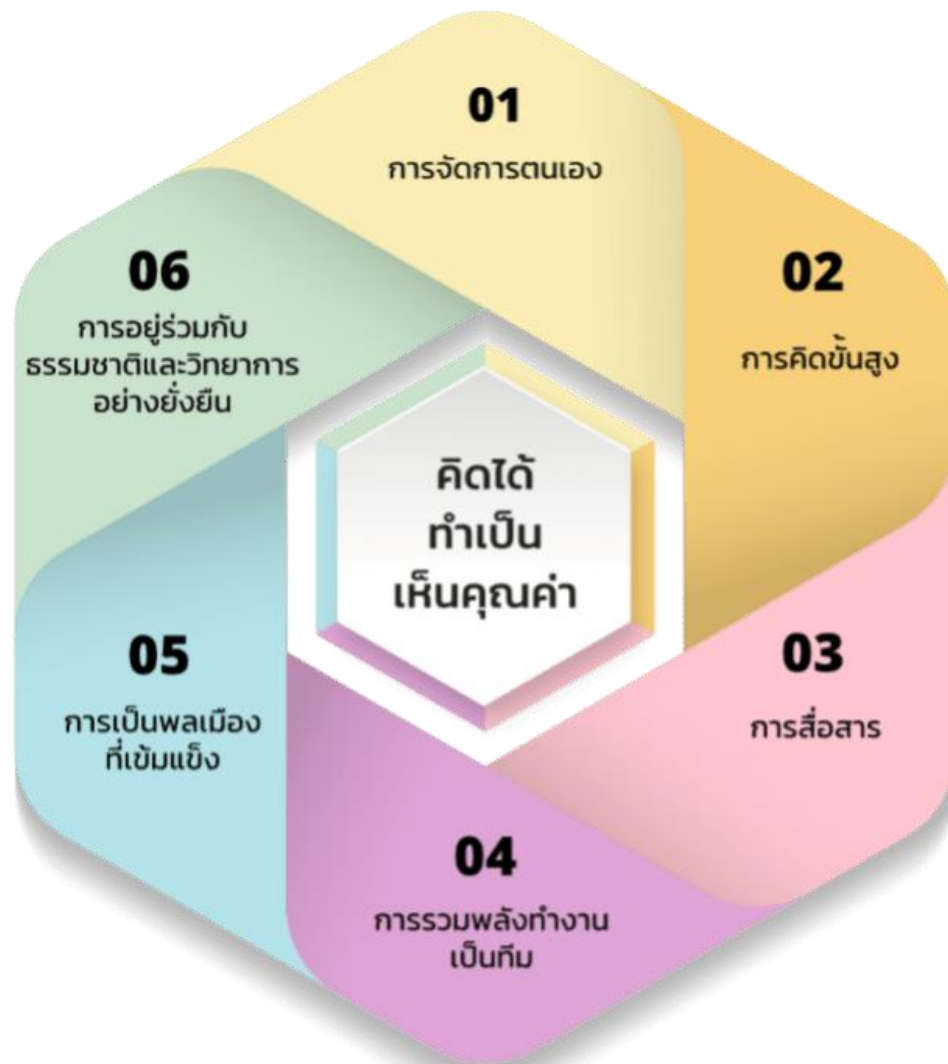 01
การจัดการตนเอง
02
การคิดขั้นสูง
03
การสื่อสาร
04
การรวมพลังทำงาน
เป็นทีม
05
การเป็นพลเมือง
ที่เข้มแข็ง
06
การอยู่ร่วมกับ
ธรรมชาติและวิทยาการ
อย่างยั่งยืน
คิดได้
ทำเป็น
เห็นคุณค่า